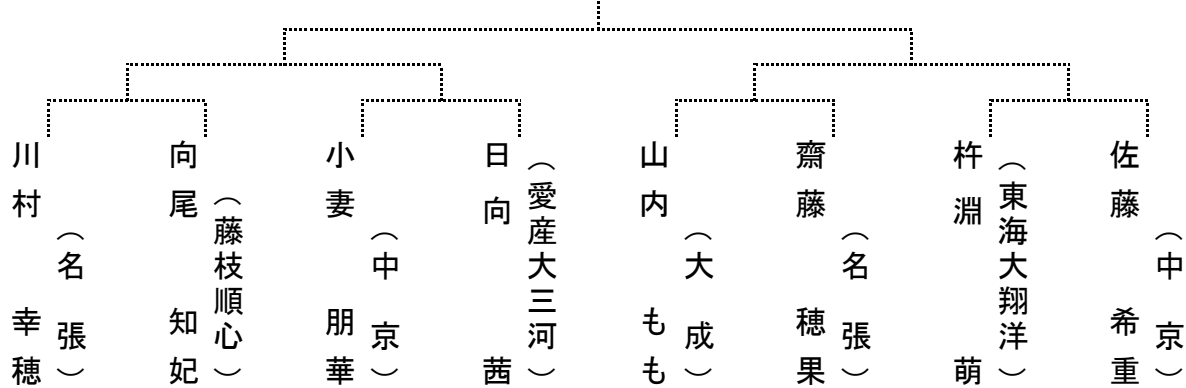 川村 幸穂
（名 張）
向尾 知妃
（藤枝順心）
小妻 朋華
（中 京）
日向 茜
（愛産大三河）
山内 もも
（大 成）
齋藤 穂果
（名 張）
杵淵 萌
（東海大翔洋）
佐藤 希重
（中 京）